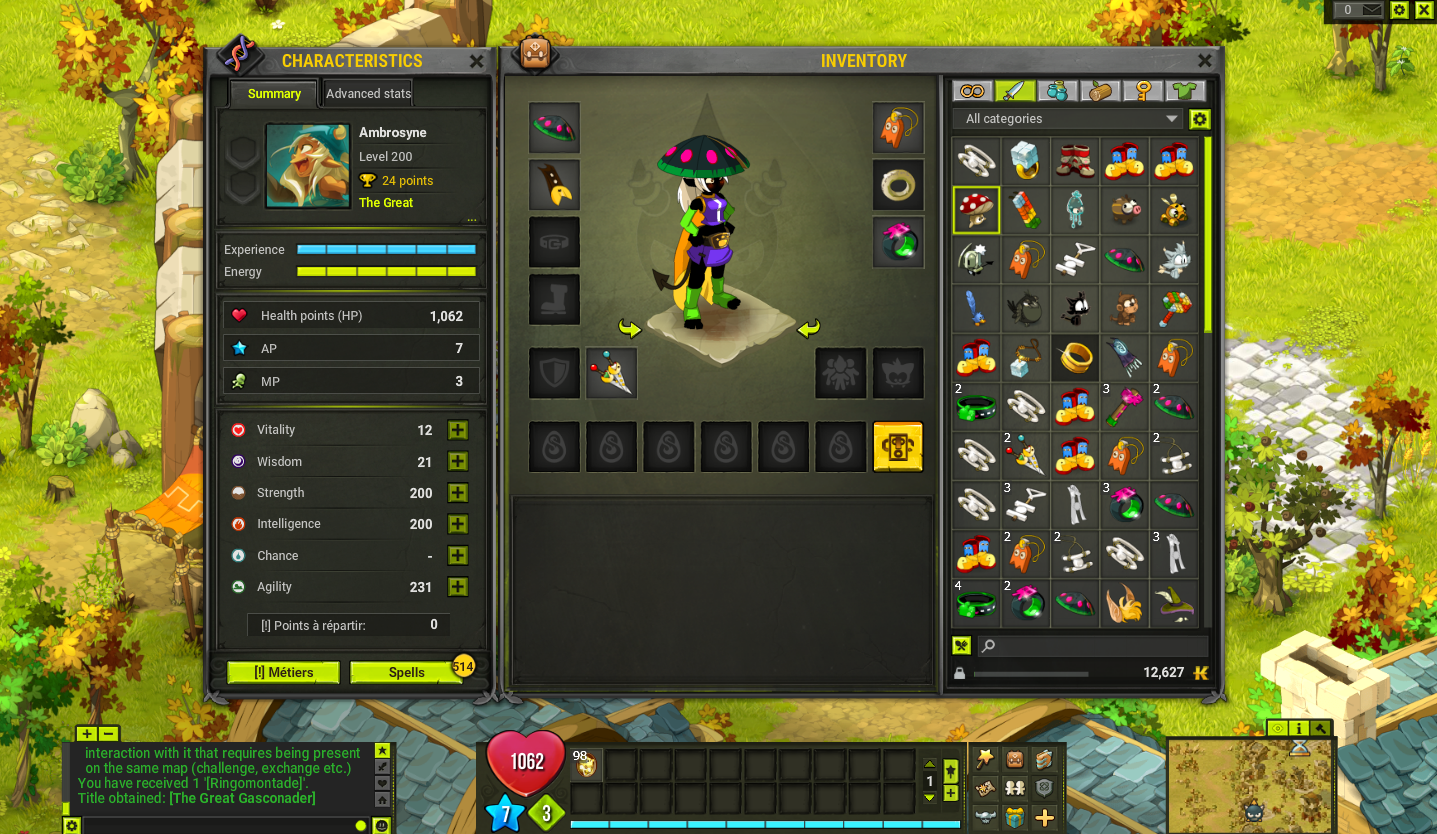 0
CHARACTERISTICS
INVENTORY
Summary
Advanced stats
All categories
Ambrosyne
Level 200
24 points
The Great
...
Experience
Energy
Health points (HP) 1,062
AP 7
MP 3
Vitality 12
Wisdom 21
Strength 200
Intelligence 200
Chance -
Agility 231
[!] Points à répartir: 0
[!] Métiers
Spells
514
2
3
2
2
2
3
3
2
2
3
4
2
12,627
interaction with it that requires being present
on the same map (challenge, exchange etc.)
You have received 1 '[Ringomontade]'.
Title obtained: [The Great Gasconader]
1062
7
3
98
1